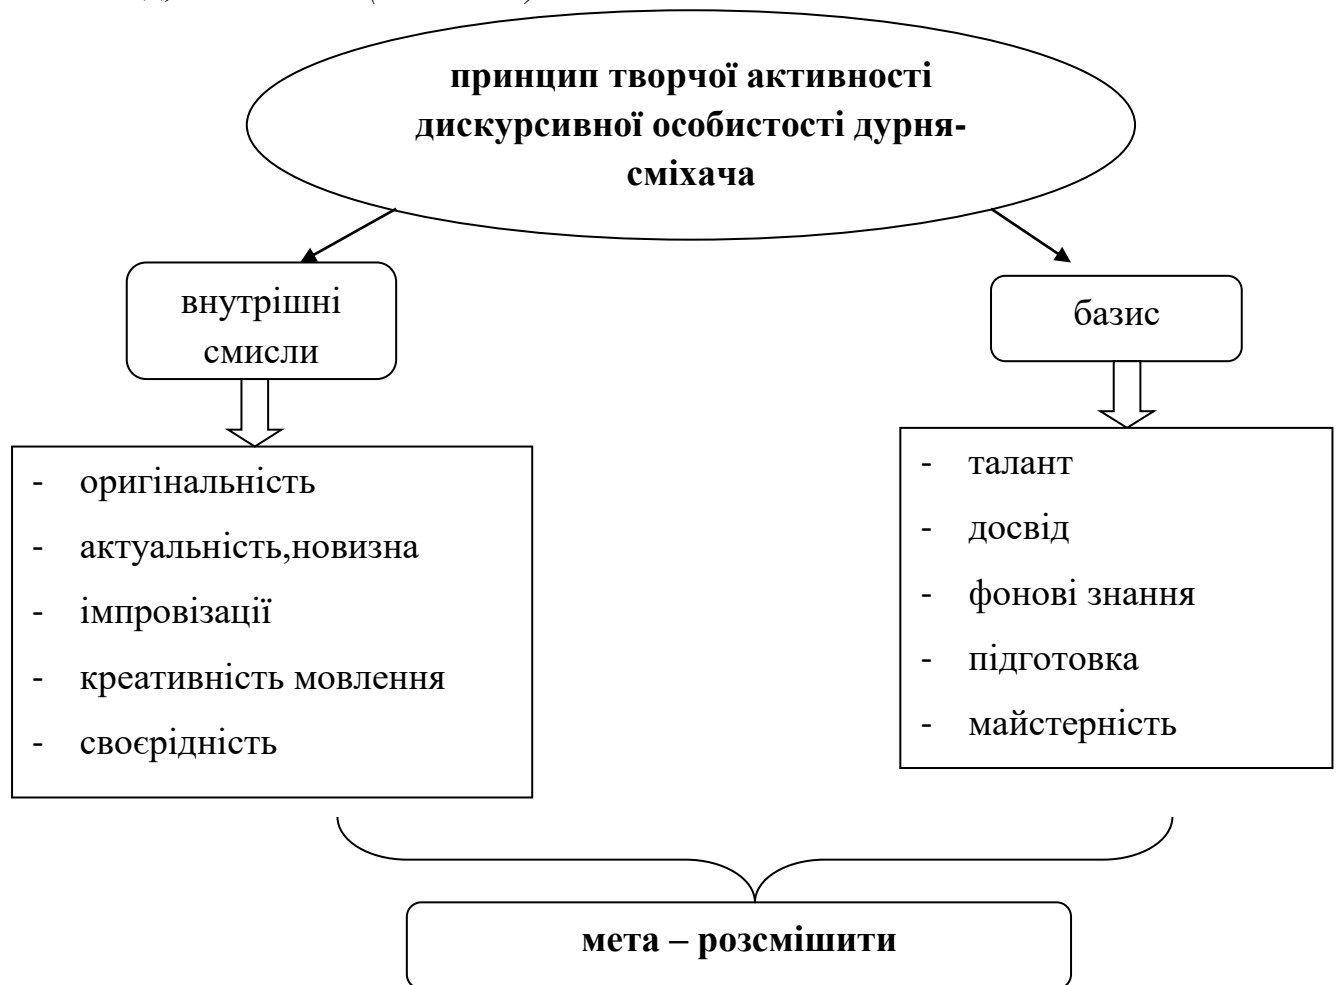 принцип творчої активності
дискурсивної особистості дурня-
сміхача
внутрішні
смисли
базис
- оригінальність
- актуальність,новизна
- імпровізації
- креативність мовлення
- своєрідність
- талант
- досвід
- фонові знання
- підготовка
- майстерність
мета – розсмішити